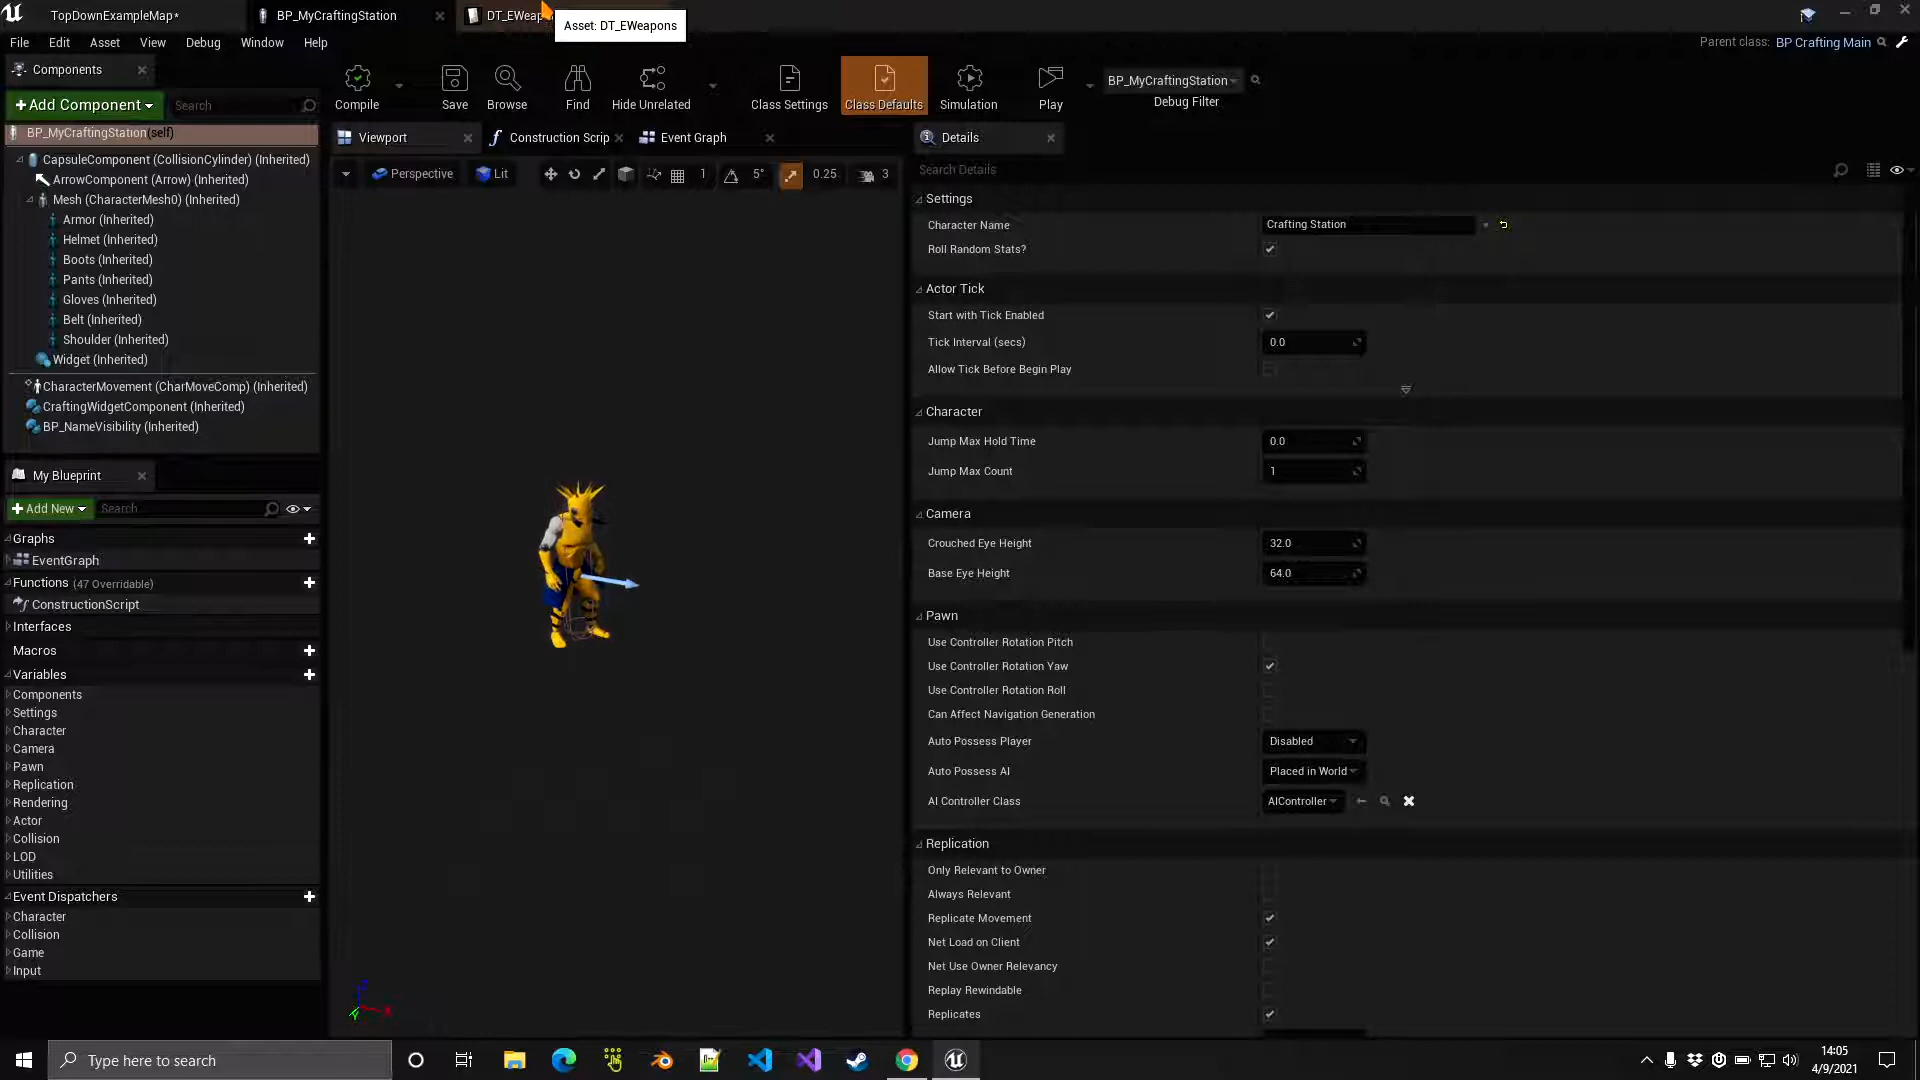 TopDownExampleMap*
BP_MyCraftingStation
DT_EWeap
Asset: DT_EWeapons
File Edit Asset View Debug Window Help
Parent class: BP Crafting Main
Components
+ Add Component
Search
BP_MyCraftingStation(self)
CapsuleComponent (CollisionCylinder) (Inherited)
ArrowComponent (Arrow) (Inherited)
Mesh (CharacterMesh0) (Inherited)
Armor (Inherited)
Helmet (Inherited)
Boots (Inherited)
Pants (Inherited)
Gloves (Inherited)
Belt (Inherited)
Shoulder (Inherited)
Widget (Inherited)
CharacterMovement (CharMoveComp) (Inherited)
CraftingWidgetComponent (Inherited)
BP_NameVisibility (Inherited)
My Blueprint
+ Add New
Search
Graphs
EventGraph
Functions (47 Overridable)
ConstructionScript
Interfaces
Macros
Variables
Components
Settings
Character
Camera
Pawn
Replication
Rendering
Actor
Collision
LOD
Utilities
Event Dispatchers
Character
Collision
Game
Input
Compile Save Browse Find Hide Unrelated Class Settings Class Defaults Simulation Play
BP_MyCraftingStation
Debug Filter
Viewport
Construction Scrip
Event Graph
Perspective Lit 1 5° 0.25 3
Z
X
Y
Details
Search Details
Settings
Character Name Crafting Station
Roll Random Stats?
Actor Tick
Start with Tick Enabled
Tick Interval (secs) 0.0
Allow Tick Before Begin Play
Character
Jump Max Hold Time 0.0
Jump Max Count 1
Camera
Crouched Eye Height 32.0
Base Eye Height 64.0
Pawn
Use Controller Rotation Pitch
Use Controller Rotation Yaw
Use Controller Rotation Roll
Can Affect Navigation Generation
Auto Possess Player Disabled
Auto Possess AI Placed in World
AI Controller Class AIController
Replication
Only Relevant to Owner
Always Relevant
Replicate Movement
Net Load on Client
Net Use Owner Relevancy
Replay Rewindable
Replicates
Type here to search
14:05
4/9/2021